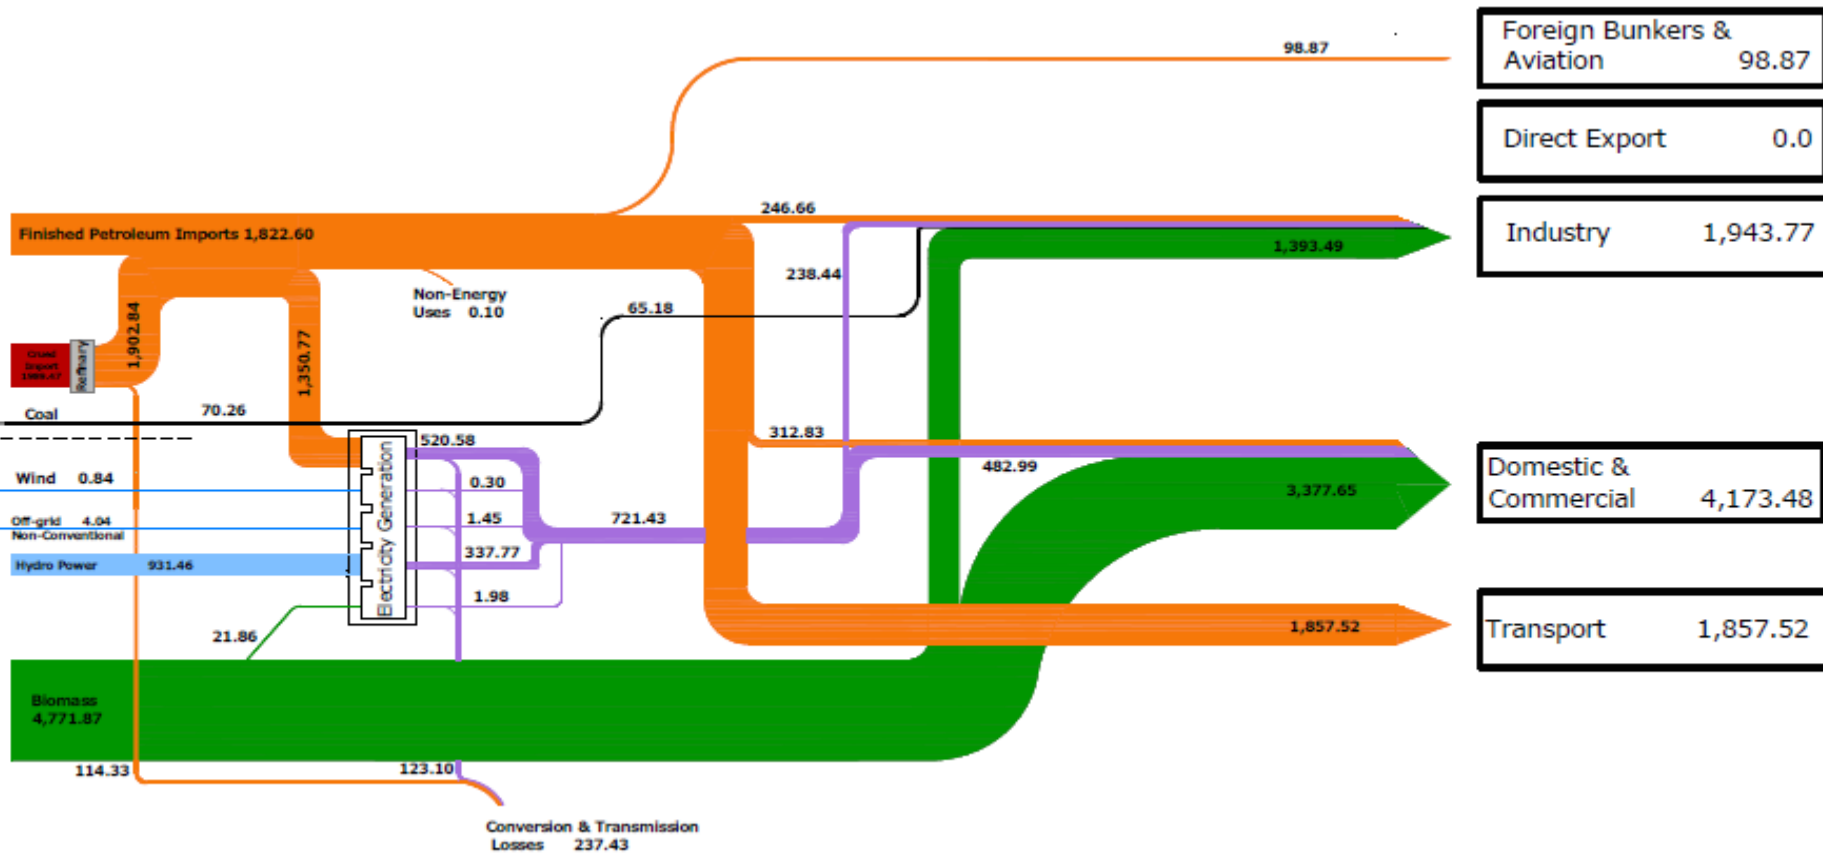 98.87
Foreign Bunkers &
Aviation 98.87
Direct Export 0.0
246.66
Finished Petroleum Imports 1,822.60
1,393.49
Industry 1,943.77
238.44
Non-Energy
Uses 0.10
65.18
1,902.84
1,350.77
Crude
Import
Refinary
Coal
70.26
520.58
312.83
482.99
Domestic &
Commercial 4,173.48
3,377.65
Wind 0.84
0.30
Off-grid 4.04
Non-Conventional
1.45
721.43
Electricity Generation
337.77
Hydro Power 931.46
1.98
21.86
1,857.52
Transport 1,857.52
Biomass
4,771.87
114.33
123.10
Conversion & Transmission
Losses 237.43